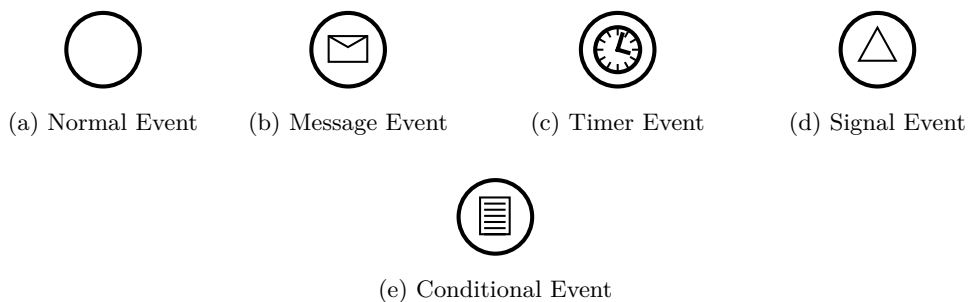 (a) Normal Event (b) Message Event (c) Timer Event (d) Signal Event
(e) Conditional Event